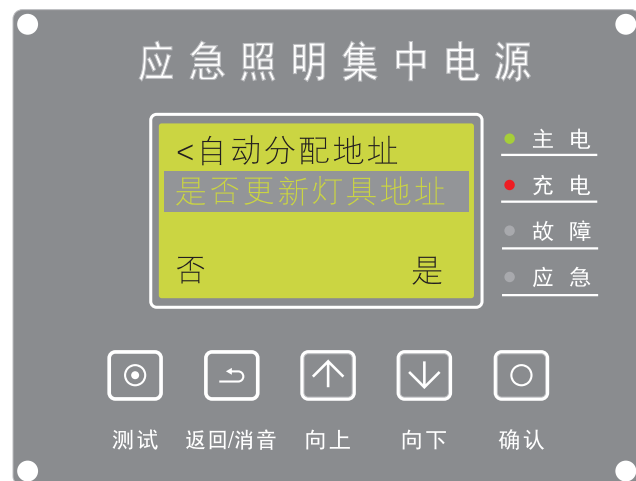 应急照明集中电源
<自动分配地址
是否更新灯具地址
否 是
主电
充电
故障
应急
测试 返回/消音 向上 向下 确认